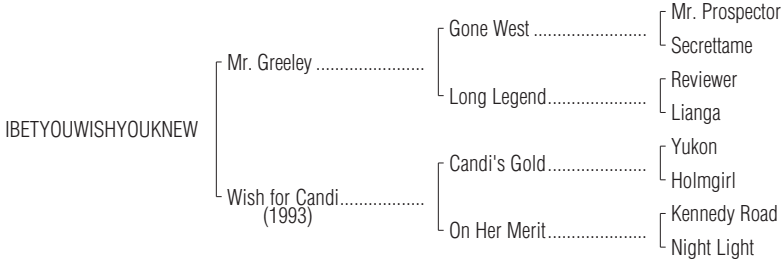 Mr. Prospector
Gone West ........................
Secrettame
Mr. Greeley .......................
Reviewer
Long Legend.....................
Lianga
IBETYOUWISHYOUKNEW
Yukon
Candi's Gold.....................
Holmgirl
Wish for Candi..................
(1993)
Kennedy Road
On Her Merit.....................
Night Light